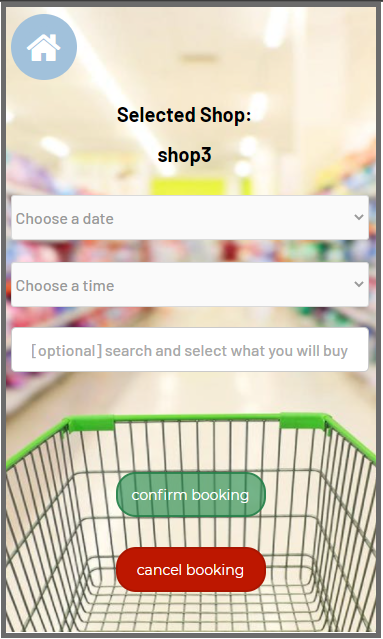 Selected Shop:
shop3
Choose a date
Choose a time
[optional] search and select what you will buy
confirm booking
cancel booking